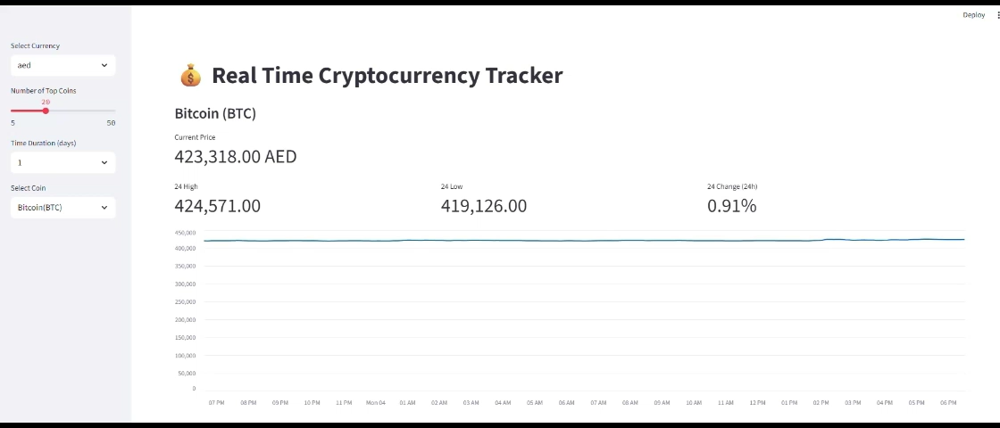 Deploy
Select Currency
aed
Number of Top Coins
20
5 50
Time Duration (days)
1
Select Coin
Bitcoin(BTC)
Real Time Cryptocurrency Tracker
Bitcoin (BTC)
Current Price
423,318.00 AED
24 High 24 Low 24 Change (24h)
424,571.00 419,126.00 0.91%
450,000
400,000
350,000
300,000
250,000
200,000
150,000
100,000
50,000
0
07 PM 08 PM 09 PM 10 PM 11 PM Mon 04 01 AM 02 AM 03 AM 04 AM 05 AM 06 AM 07 AM 08 AM 09 AM 10 AM 11 AM 12 PM 01 PM 02 PM 03 PM 04 PM 05 PM 06 PM